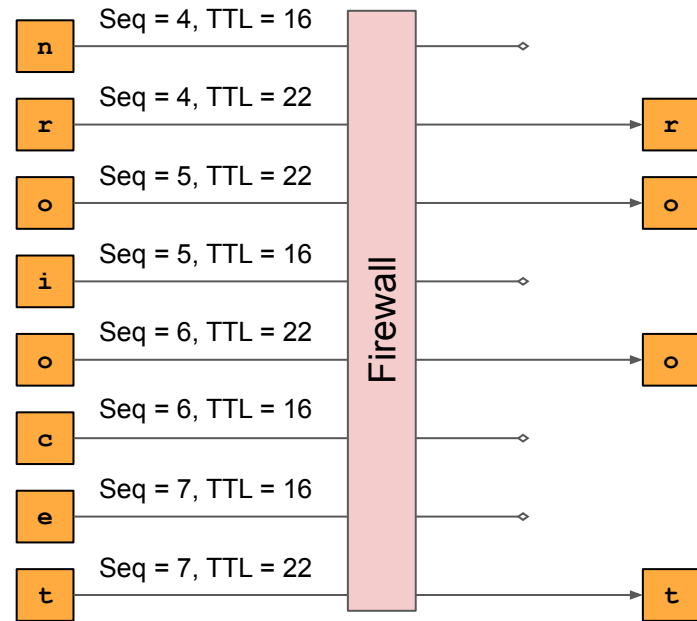 n Seq = 4, TTL = 16
r Seq = 4, TTL = 22 r
o Seq = 5, TTL = 22 o
i Seq = 5, TTL = 16
Firewall
o Seq = 6, TTL = 22 o
c Seq = 6, TTL = 16
e Seq = 7, TTL = 16
t Seq = 7, TTL = 22 t